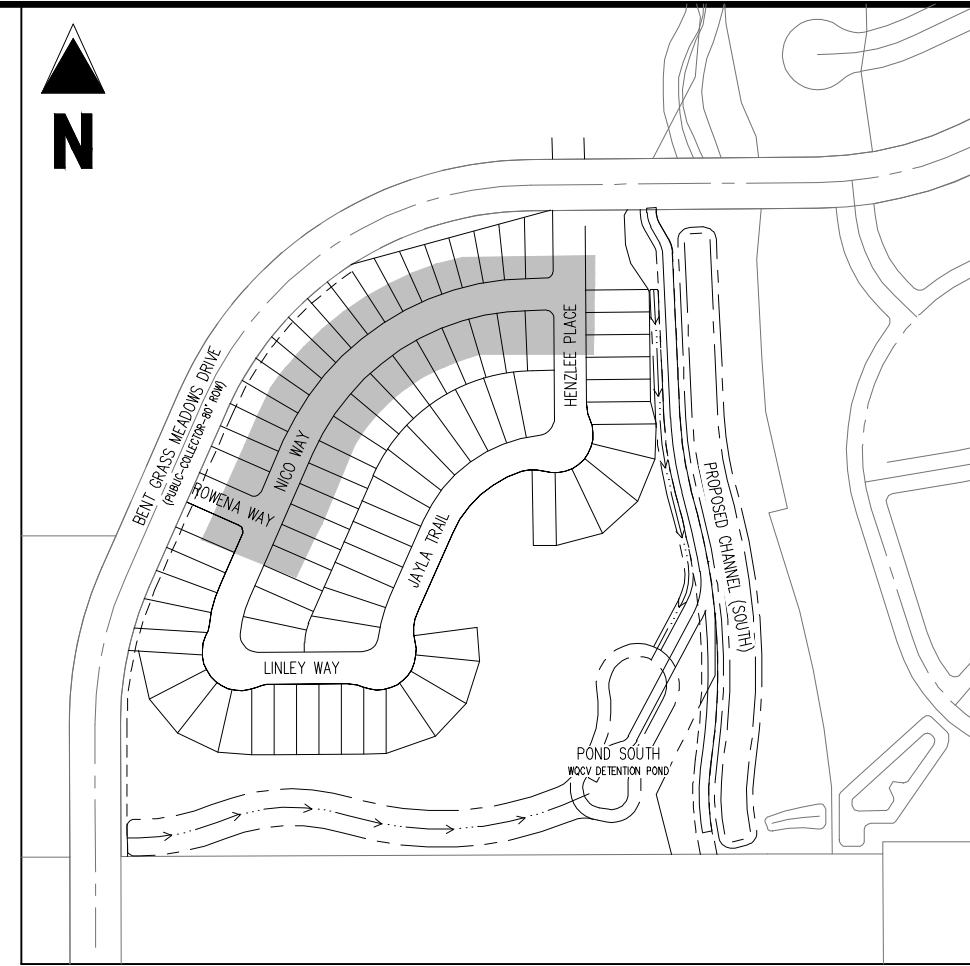 N
BENT GRASS MEADOWS DRIVE
(PUBLIC-COLLECTOR-80' ROW)
HENZLEE PLACE
NICO WAY
ROWENA WAY
JAYLA TRAIL
PROPOSED CHANNEL (SOUTH)
LINLEY WAY
POND SOUTH
WQCV DETENTION POND